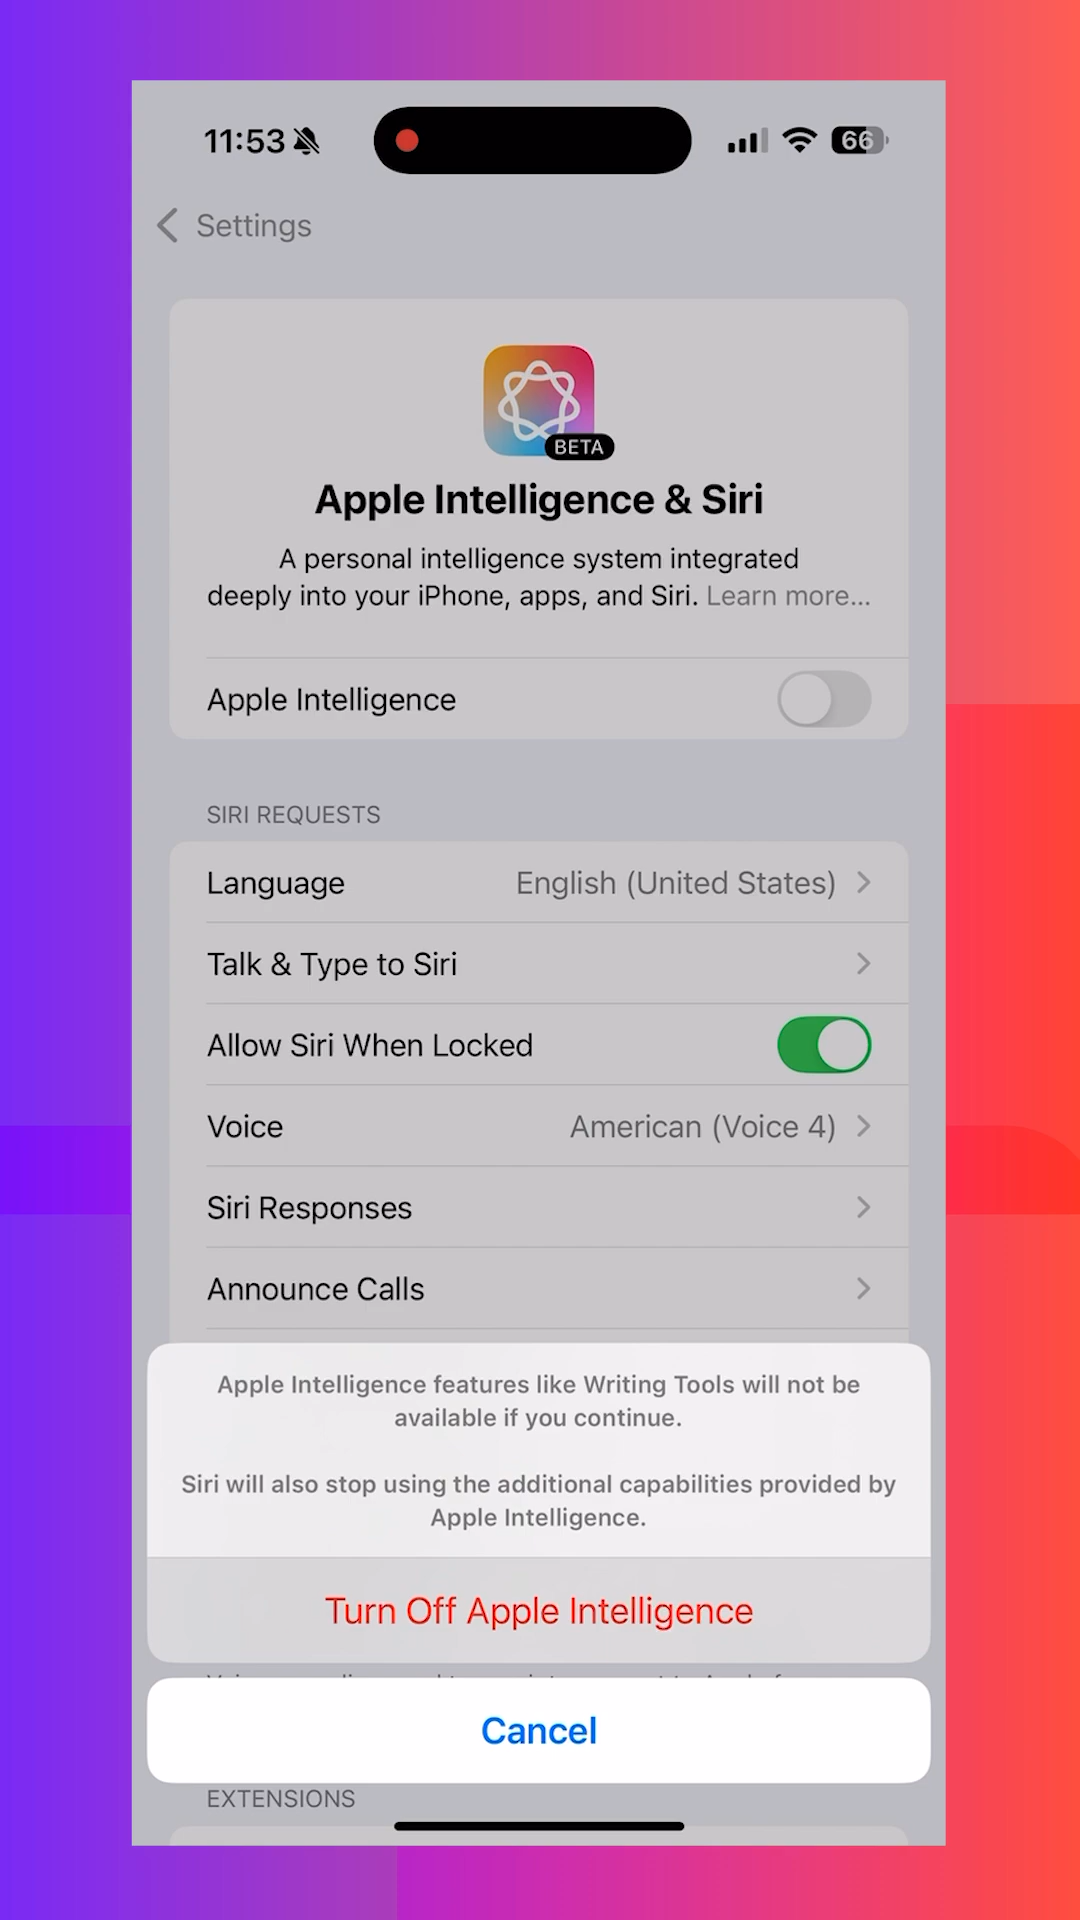 11:53
66
Settings
BETA
Apple Intelligence & Siri
A personal intelligence system integrated
deeply into your iPhone, apps, and Siri. Learn more...
Apple Intelligence
SIRI REQUESTS
Language English (United States)
Talk & Type to Siri
Allow Siri When Locked
Voice American (Voice 4)
Siri Responses
Announce Calls
Apple Intelligence features like Writing Tools will not be
available if you continue.
Siri will also stop using the additional capabilities provided by
Apple Intelligence.
Turn Off Apple Intelligence
Cancel
EXTENSIONS